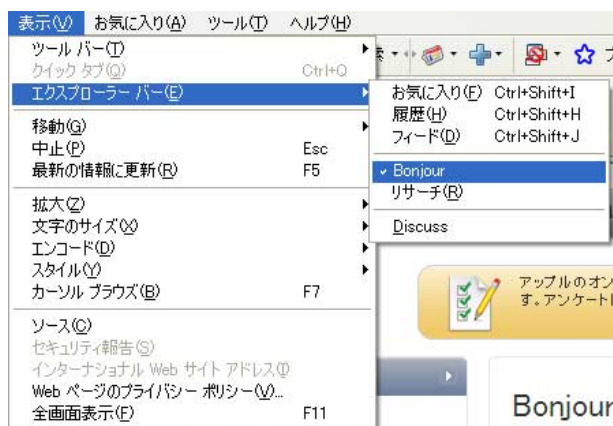 表示(V) お気に入り(A) ツール(T) ヘルプ(H)
ツール バー(T)
クイック タブ(Q) Ctrl+Q
エクスプローラー バー(E)
お気に入り(F) Ctrl+Shift+I
履歴(H) Ctrl+Shift+H
フィード(D) Ctrl+Shift+J
Bonjour
リサーチ(R)
Discuss
移動(G)
中止(P) Esc
最新の情報に更新(R) F5
拡大(Z)
文字のサイズ(X)
エンコード(D)
スタイル(Y)
カーソル ブラウズ(B) F7
ソース(C)
セキュリティ報告(S)
インターナショナル Web サイト アドレス(I)
Web ページのプライバシー ポリシー(V)...
全画面表示(F) F11
アップルのオン
す。アンケート
Bonjour